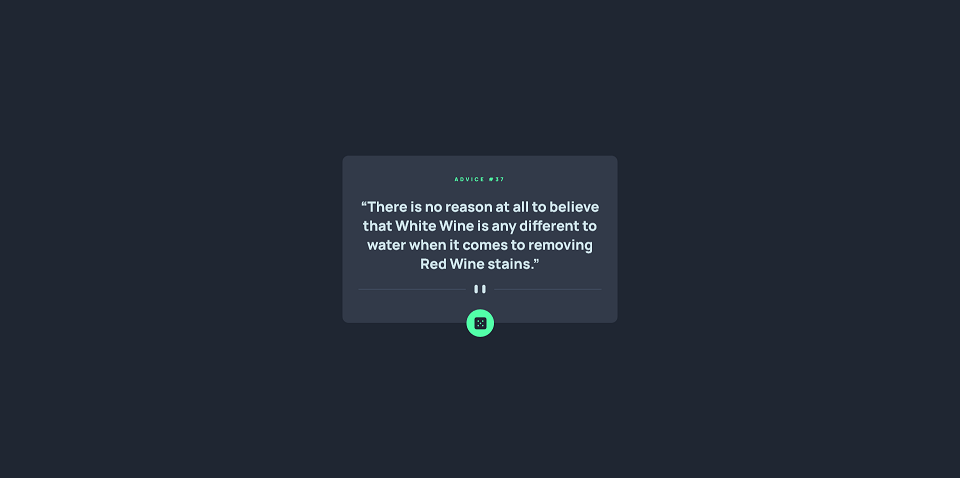 ADVICE #37
“There is no reason at all to believe
that White Wine is any different to
water when it comes to removing
Red Wine stains.”